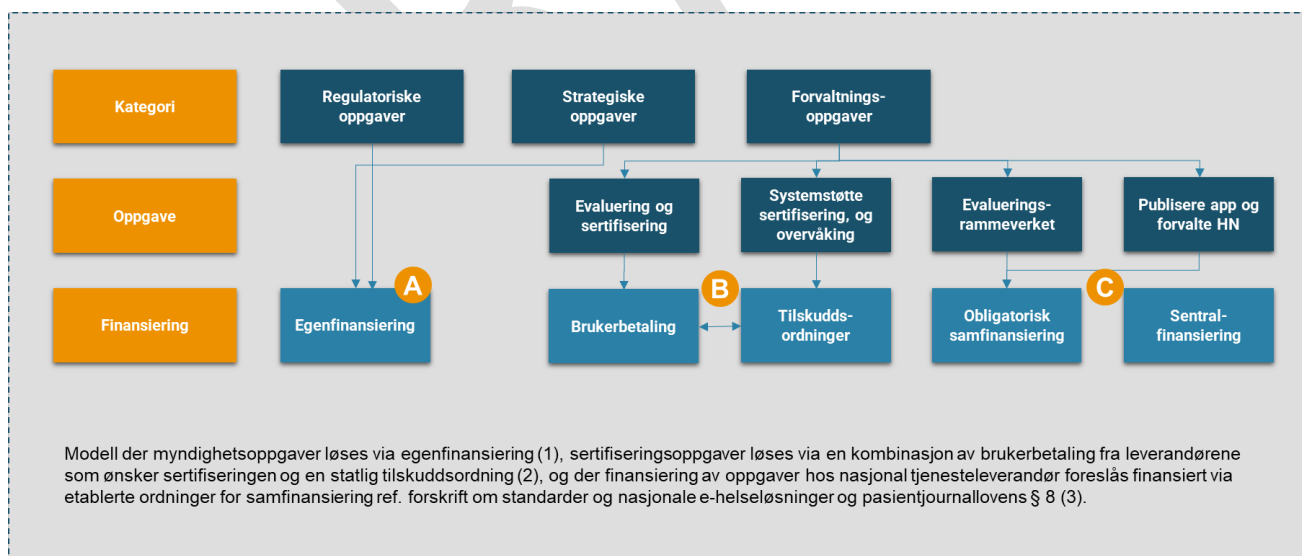 Kategori
Regulatoriske
oppgaver
Strategiske
oppgaver
Forvaltnings-
oppgaver
Oppgave
Evaluering og
sertifisering
Systemstøtte
sertifisering, og
overvåking
Evaluerings-
rammeverket
Publisere app og
forvalte HN
A
B
C
Finansiering
Egenfinansiering
Brukerbetaling
Tilskudds-
ordninger
Obligatorisk
samfinansiering
Sentral-
finansiering
Modell der myndighetsoppgaver løses via egenfinansiering (1), sertifiseringsoppgaver løses via en kombinasjon av brukerbetaling fra leverandørene
som ønsker sertifiseringen og en statlig tilskuddsordning (2), og der finansiering av oppgaver hos nasjonal tjenesteleverandør foreslås finansiert via
etablerte ordninger for samfinansiering ref. forskrift om standarder og nasjonale e-helseløsninger og pasientjournallovens § 8 (3).